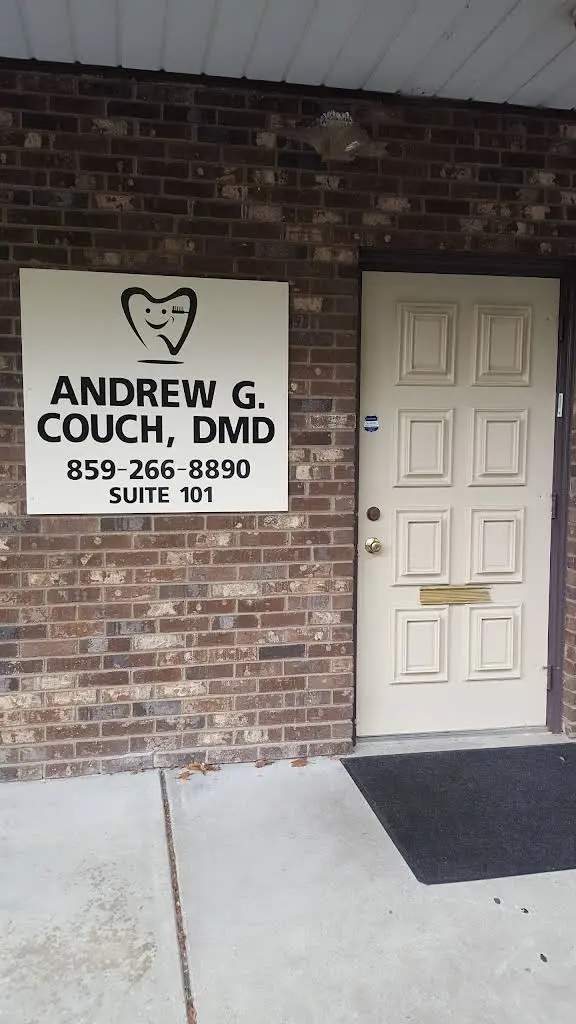 ANDREW G.
COUCH, DMD
859-266-8890
SUITE 101